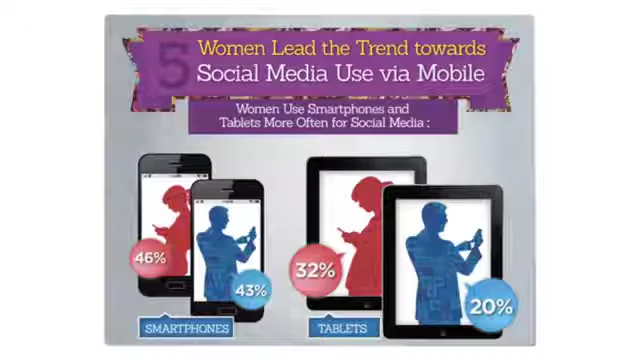 5
Women Lead the Trend towards
Social Media Use via Mobile
Women Use Smartphones and
Tablets More Often for Social Media :
46%
43%
32%
20%
SMARTPHONES
TABLETS